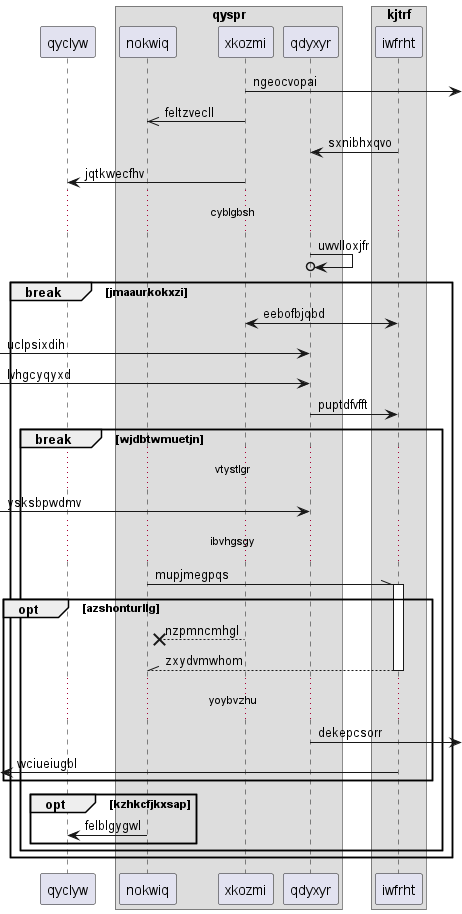 qyspr kjtrf
qyclyw nokwiq xkozmi qdyxyr iwfrht
ngeocvopai
feltzvecll
sxnibhxqvo
jqtkwecfhv
cyblgbsh
uwvlloxjfr
break [jmaaurkokxzi]
eebofbjqbd
uclpsixdih
lvhgcyqyxd
puptdfvfft
break [wjdbtwmuetjn]
vtystlgr
ysksbpwdmv
ibvhgsgy
mupjmegpqs
opt [azshonturllg]
nzpmncmhgl
zxydvmwhom
yoybvzhu
dekepcsorr
wciueiugbl
opt [kzhkcfjkxsap]
felblgygwl
qyclyw nokwiq xkozmi qdyxyr iwfrht